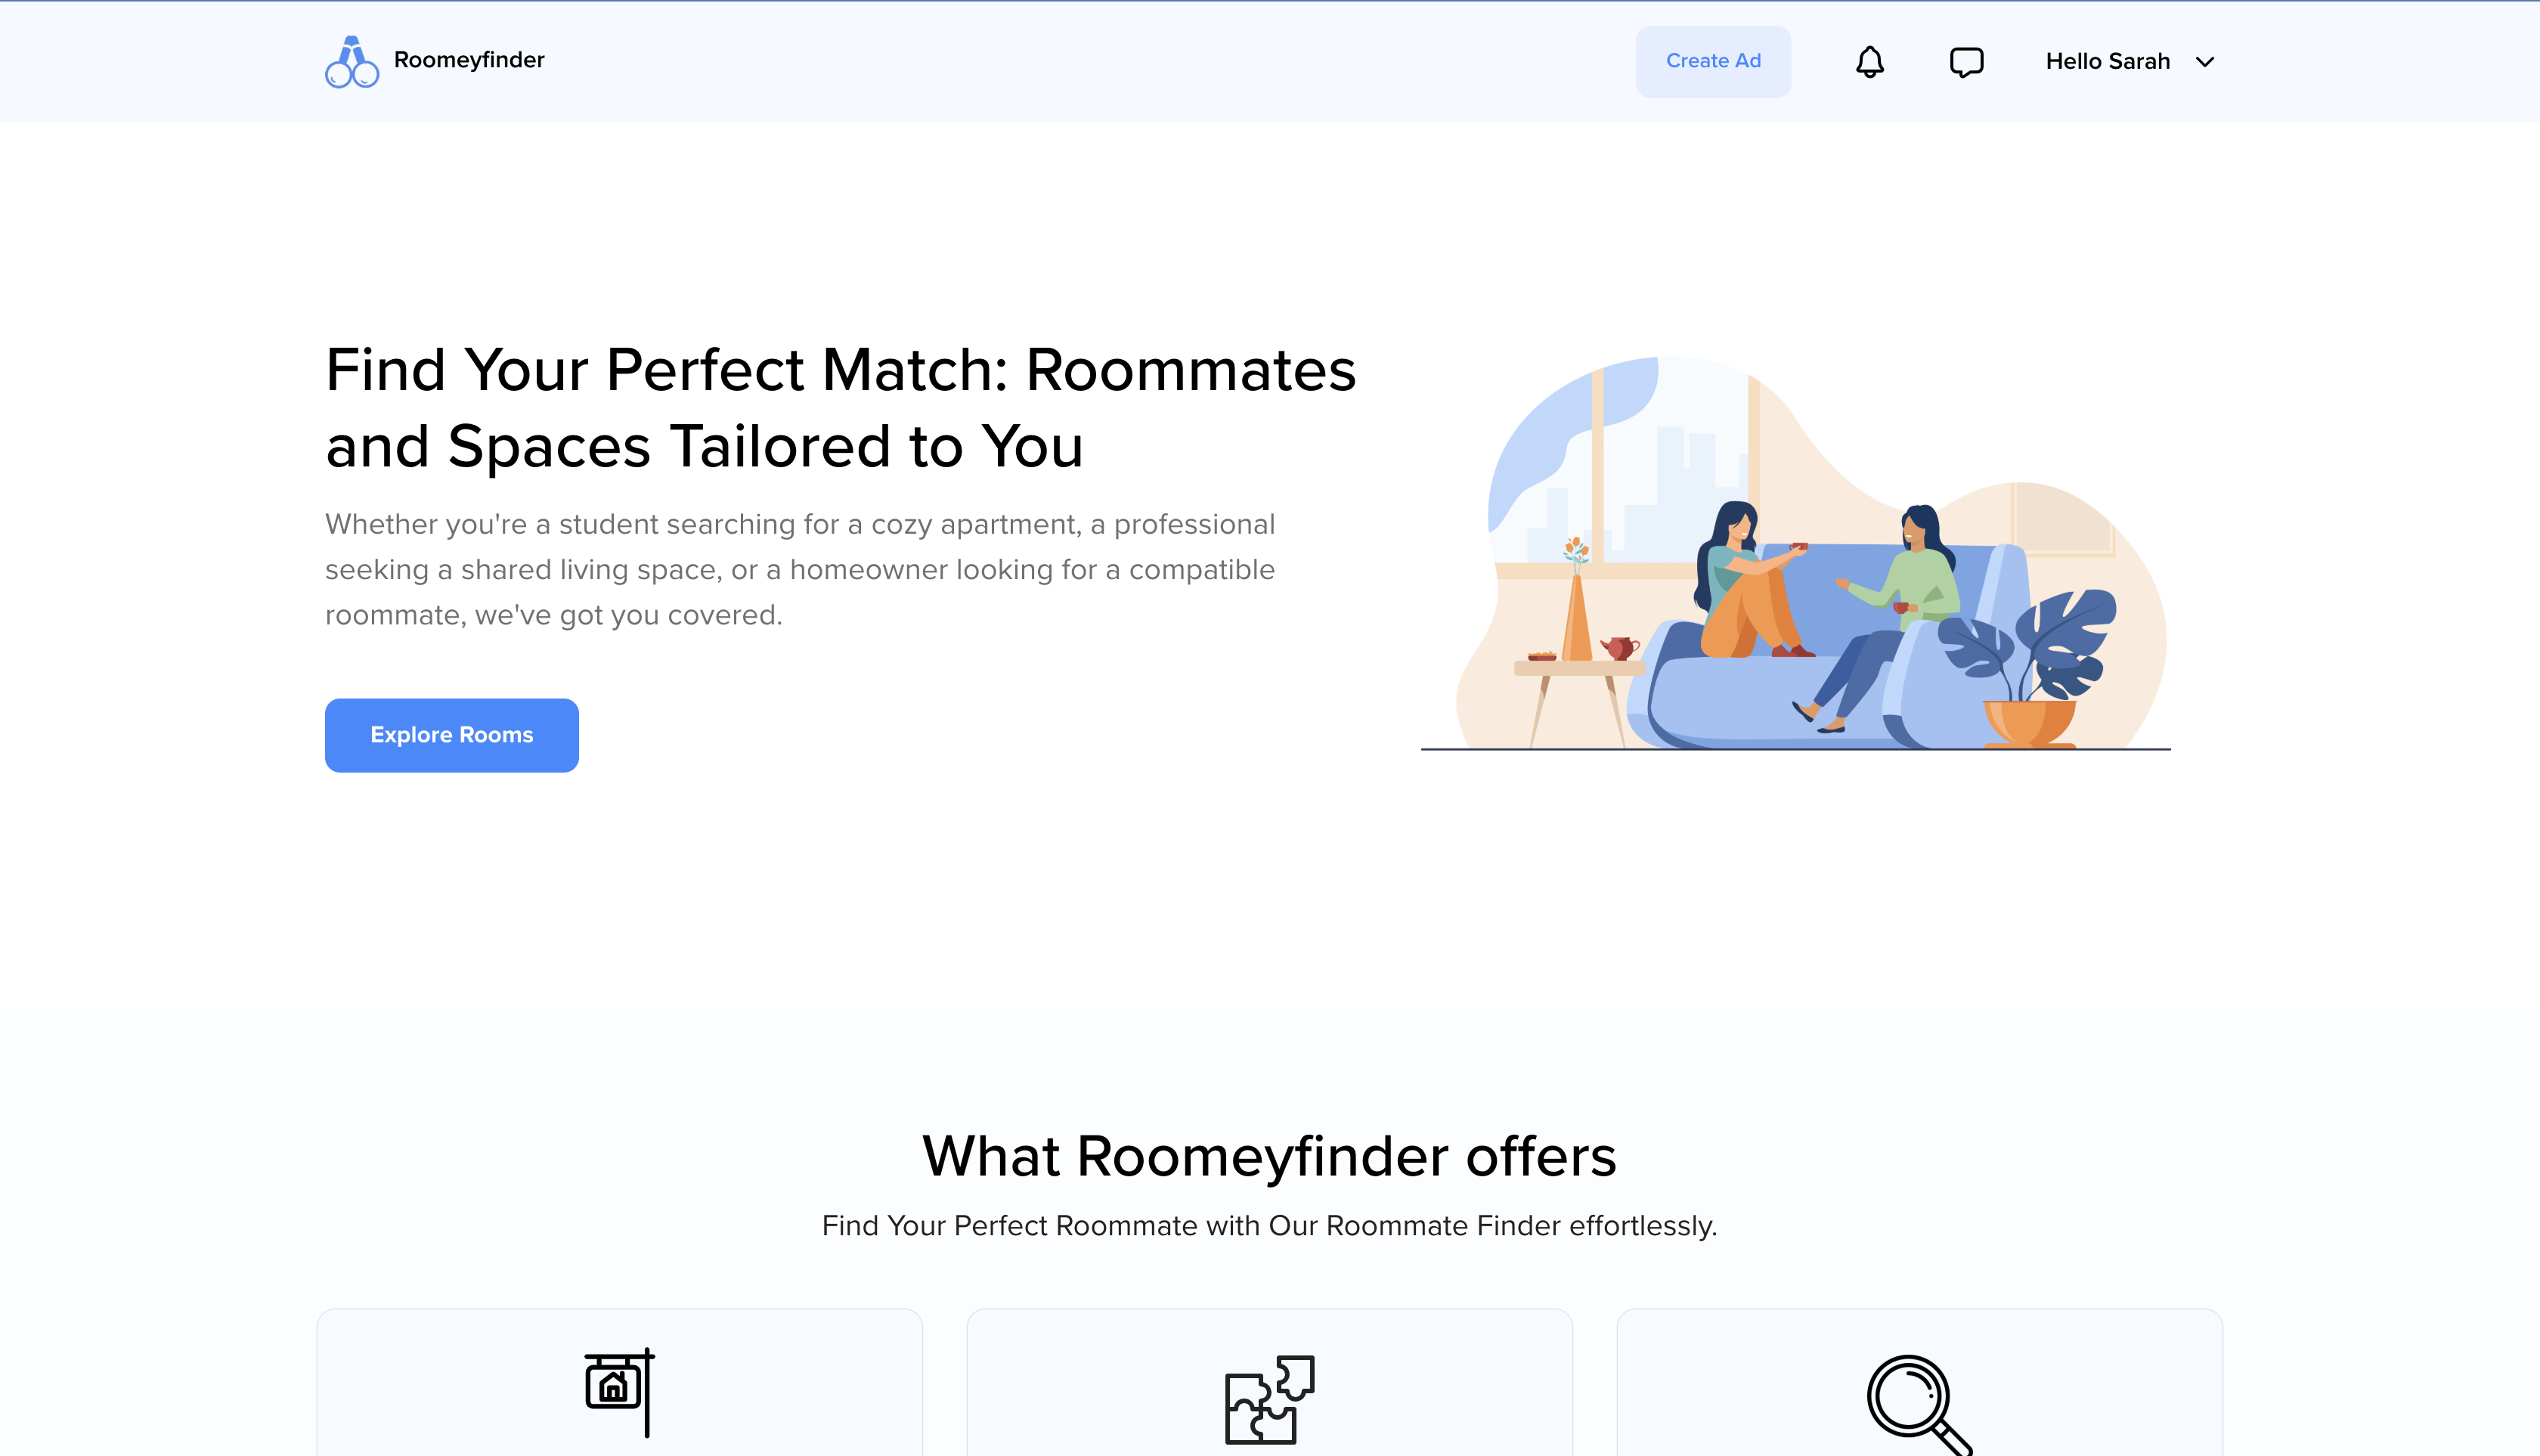 Roomeyfinder
Create Ad
Hello Sarah
Find Your Perfect Match: Roommates
and Spaces Tailored to You
Whether you're a student searching for a cozy apartment, a professional
seeking a shared living space, or a homeowner looking for a compatible
roommate, we've got you covered.
Explore Rooms
What Roomeyfinder offers
Find Your Perfect Roommate with Our Roommate Finder effortlessly.